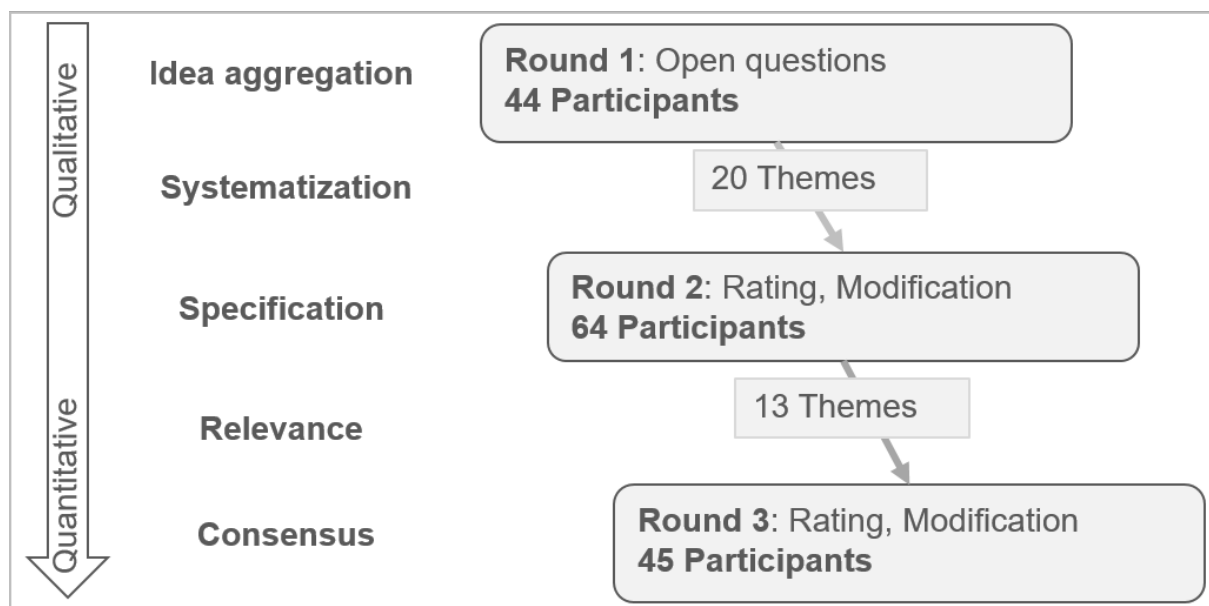 Qualitative
Quantitative
Idea aggregation
Round 1: Open questions
44 Participants
Systematization
20 Themes
Specification
Round 2: Rating, Modification
64 Participants
Relevance
13 Themes
Consensus
Round 3: Rating, Modification
45 Participants